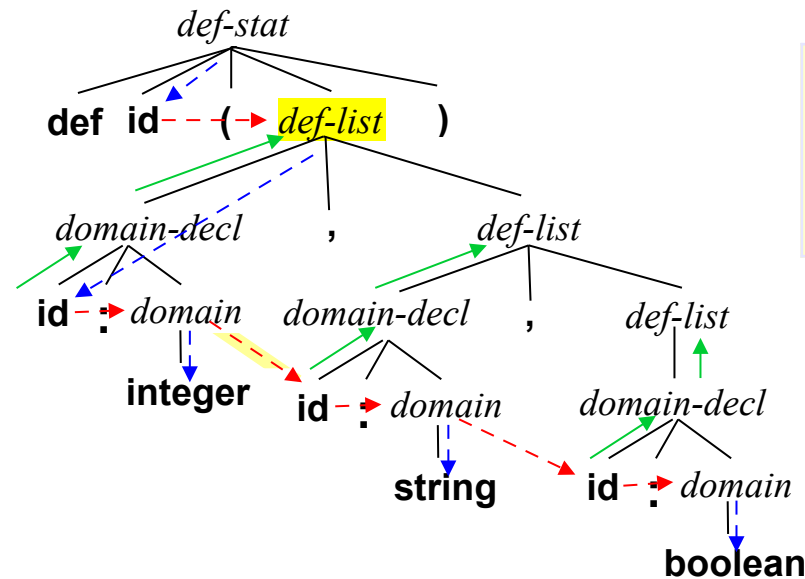 def-stat
def id ( def-list )
domain-decl , def-list
id : domain domain-decl , def-list
integer id : domain domain-decl
string id : domain
boolean